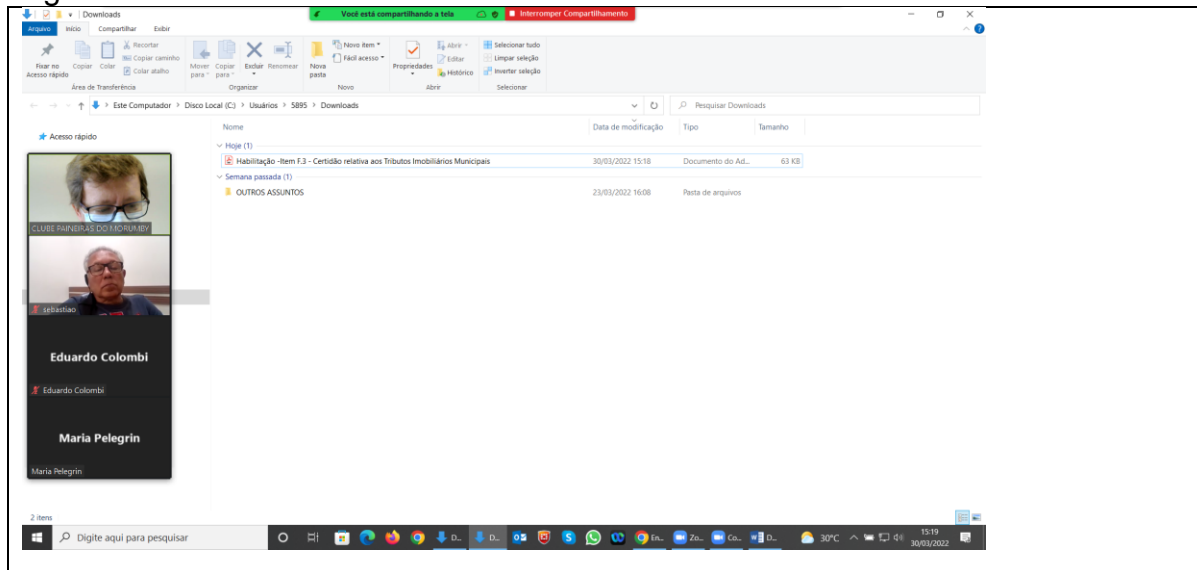 Downloads
Você está compartilhando a tela
Interromper Compartilhamento
Arquivo Início Compartilhar Exibir
Fixar no Acesso rápido
Copiar
Colar
Recortar
Copiar caminho
Colar atalho
Mover para
Copiar para
Excluir
Renomear
Nova pasta
Novo item
Fácil acesso
Propriedades
Abrir
Editar
Histórico
Selecionar tudo
Limpar seleção
Inverter seleção
Área de Transferência Organizar Novo Abrir Selecionar
Este Computador > Disco Local (C:) > Usuários > 5895 > Downloads
Pesquisar Downloads
Acesso rápido
Nome Data de modificação Tipo Tamanho
Hoje (1)
Habilitação -Item F.3 - Certidão relativa aos Tributos Imobiliários Municipais 30/03/2022 15:18 Documento do Ad... 63 KB
Semana passada (1)
OUTROS ASSUNTOS 23/03/2022 16:08 Pasta de arquivos
CLUBE PAINEIRAS DO MORUMBY
sebastiao
Eduardo Colombi
Eduardo Colombi
Maria Pelegrin
Maria Pelegrin
2 itens
Digite aqui para pesquisar
D... D... En... Zo... Co... D...
30°C
15:19
30/03/2022